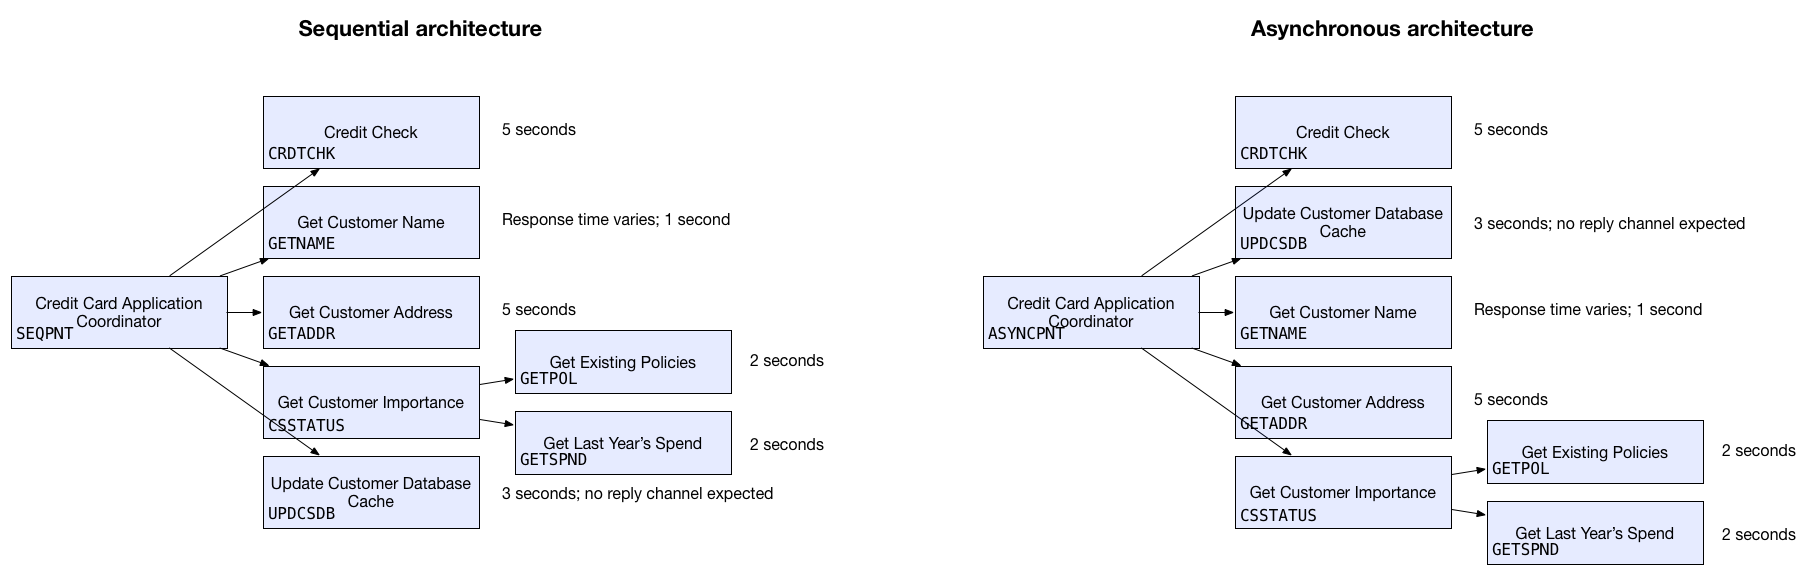 Sequential architecture
Credit Check
CRDTCHK
5 seconds
Get Customer Name
GETNAME
Response time varies; 1 second
Credit Card Application
Coordinator
SEQPNT
Get Customer Address
GETADDR
5 seconds
Get Existing Policies
GETPOL
2 seconds
Get Customer Importance
CSSTATUS
Get Last Year’s Spend
GETSPND
2 seconds
Update Customer Database
Cache
UPDCSDB
3 seconds; no reply channel expected
Asynchronous architecture
Credit Check
CRDTCHK
5 seconds
Update Customer Database
Cache
UPDCSDB
3 seconds; no reply channel expected
Credit Card Application
Coordinator
ASYNCPNT
Get Customer Name
GETNAME
Response time varies; 1 second
Get Customer Address
GETADDR
5 seconds
Get Existing Policies
GETPOL
2 seconds
Get Customer Importance
CSSTATUS
Get Last Year’s Spend
GETSPND
2 seconds